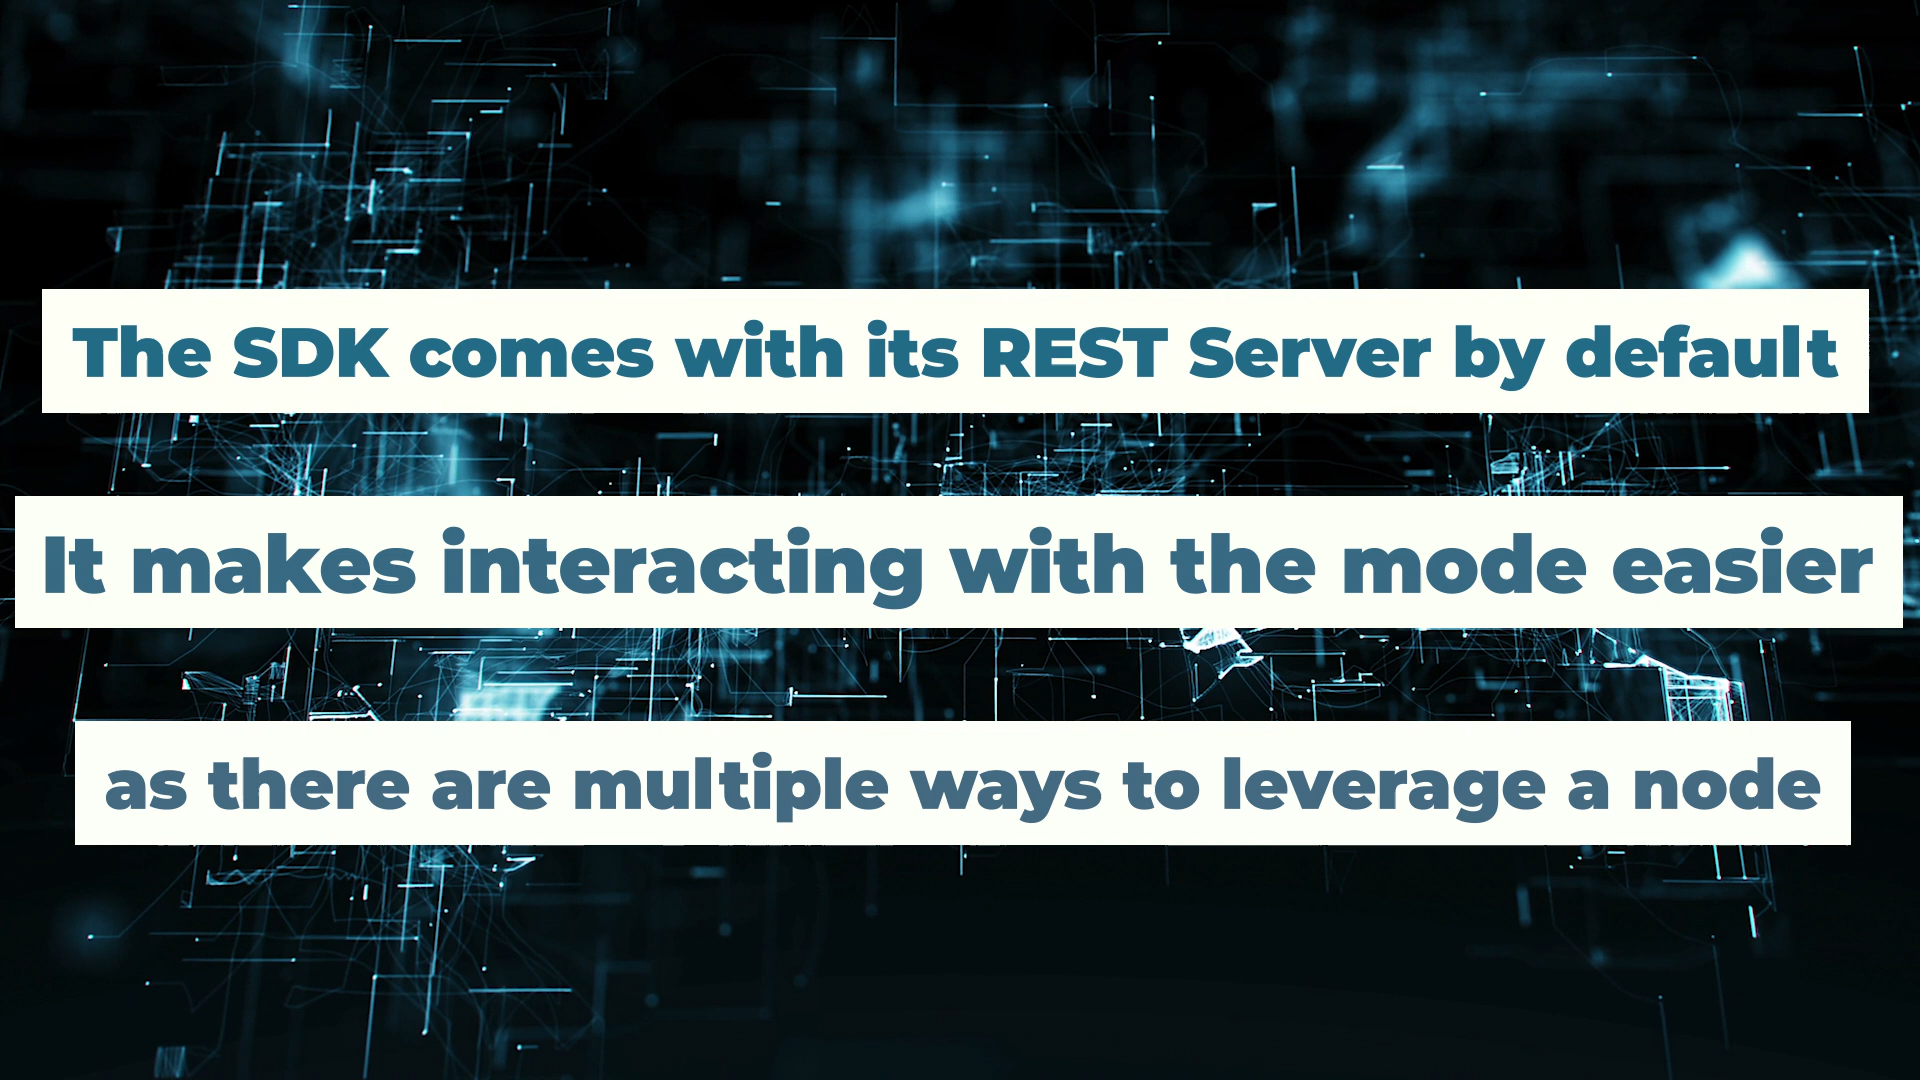 The SDK comes with its REST Server by default
It makes interacting with the mode easier
as there are multiple ways to leverage a node